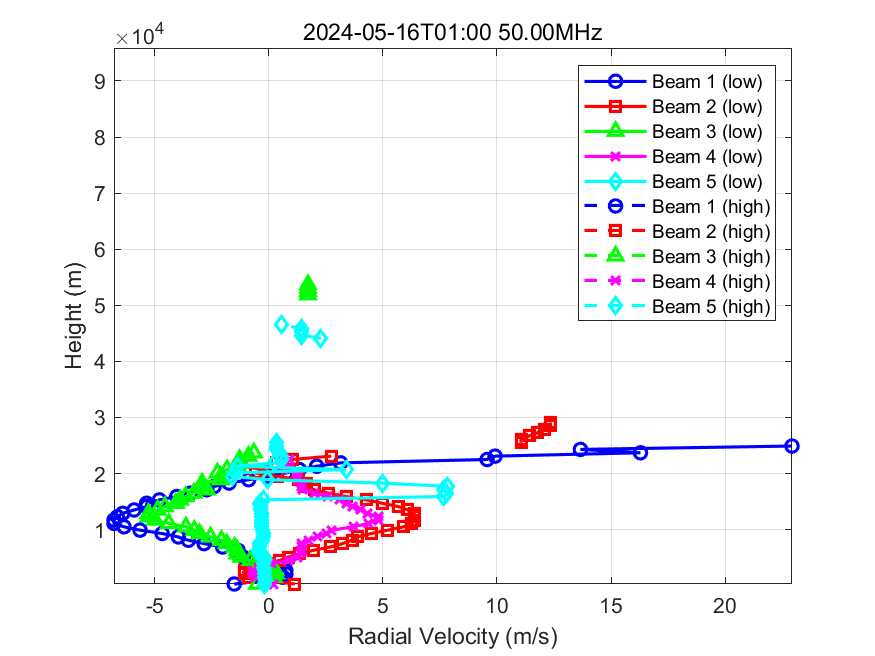 2024-05-16T01:00 50.00MHz
×10⁴
9
8
7
6
5
4
3
2
1
Height (m)
-5 0 5 10 15 20
Radial Velocity (m/s)
Beam 1 (low)
Beam 2 (low)
Beam 3 (low)
Beam 4 (low)
Beam 5 (low)
Beam 1 (high)
Beam 2 (high)
Beam 3 (high)
Beam 4 (high)
Beam 5 (high)